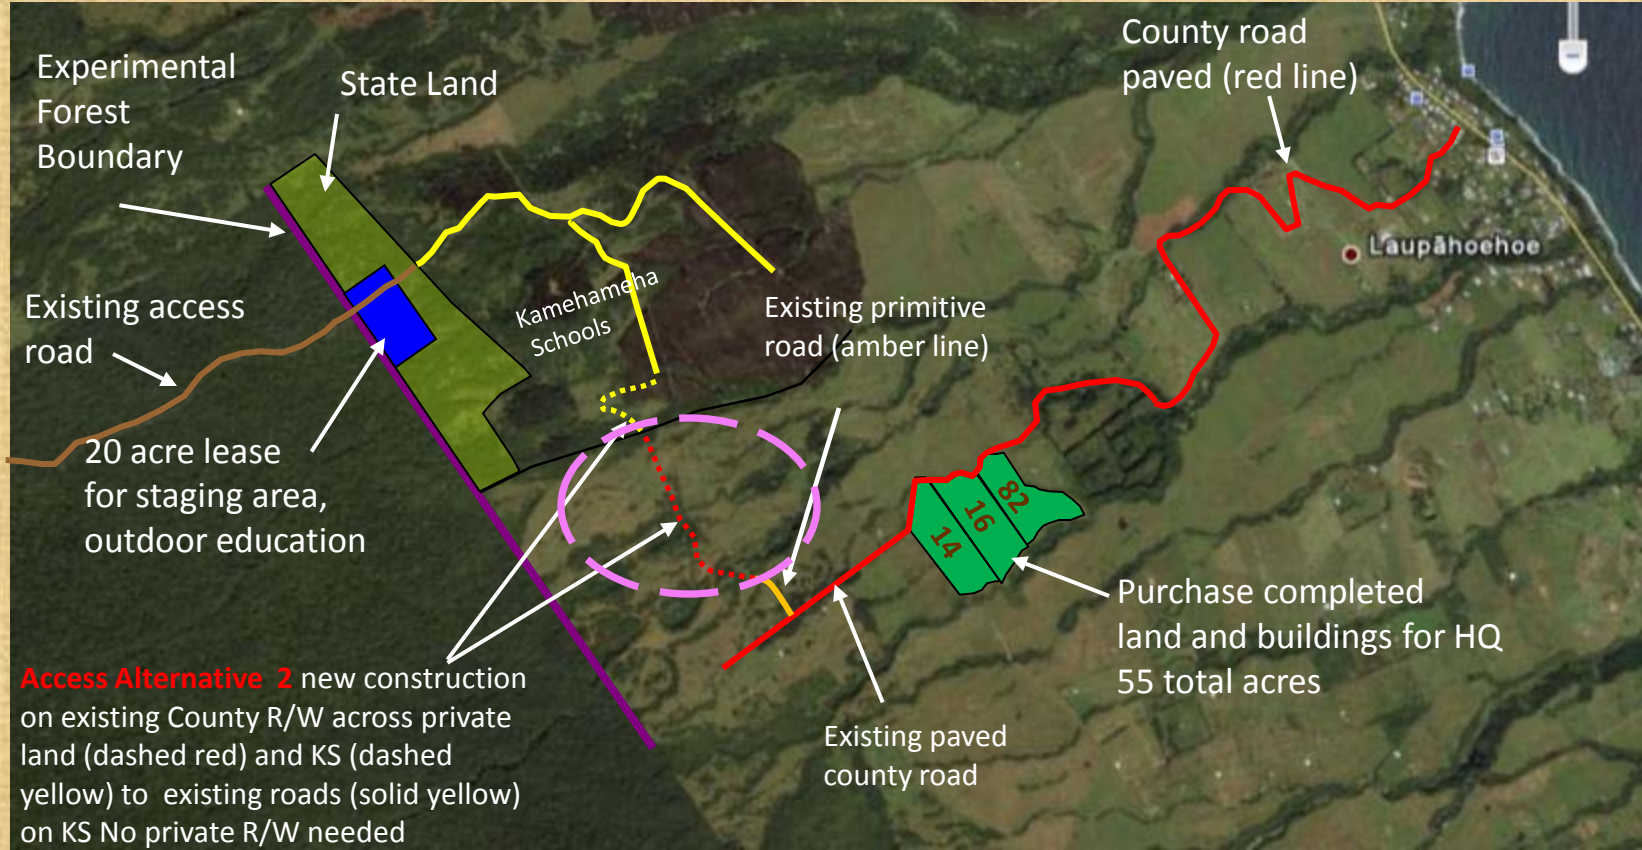 Experimental
Forest
Boundary
State Land
County road
paved (red line)
Laupāhoehoe
Kamehameha
Schools
Existing primitive
road (amber line)
Existing access
road
20 acre lease
for staging area,
outdoor education
82
16
14
Purchase completed
land and buildings for HQ
55 total acres
Existing paved
county road
Access Alternative 2 new construction
on existing County R/W across private
land (dashed red) and KS (dashed
yellow) to existing roads (solid yellow)
on KS No private R/W needed